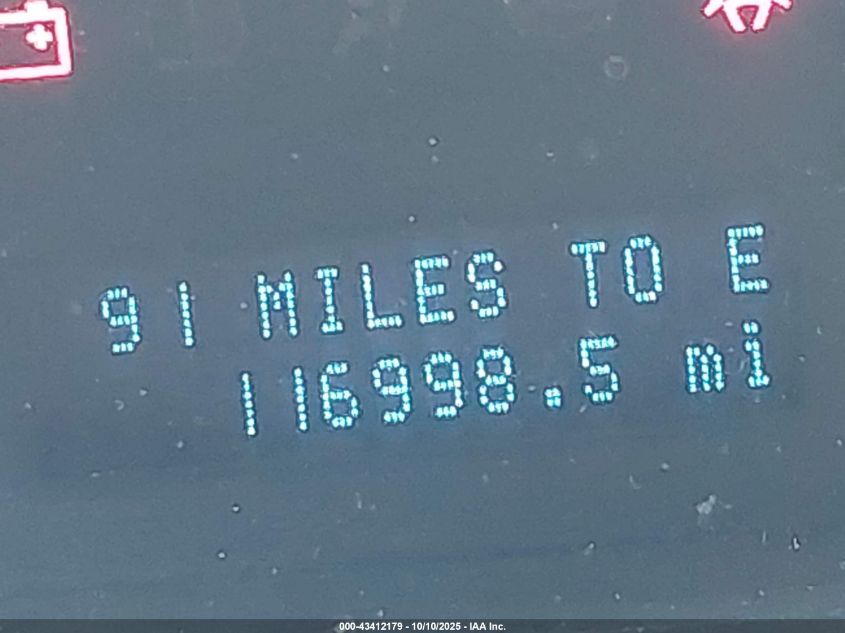 91 MILES TO E
116998.5 mi
000-43412179 - 10/10/2025 - IAA Inc.